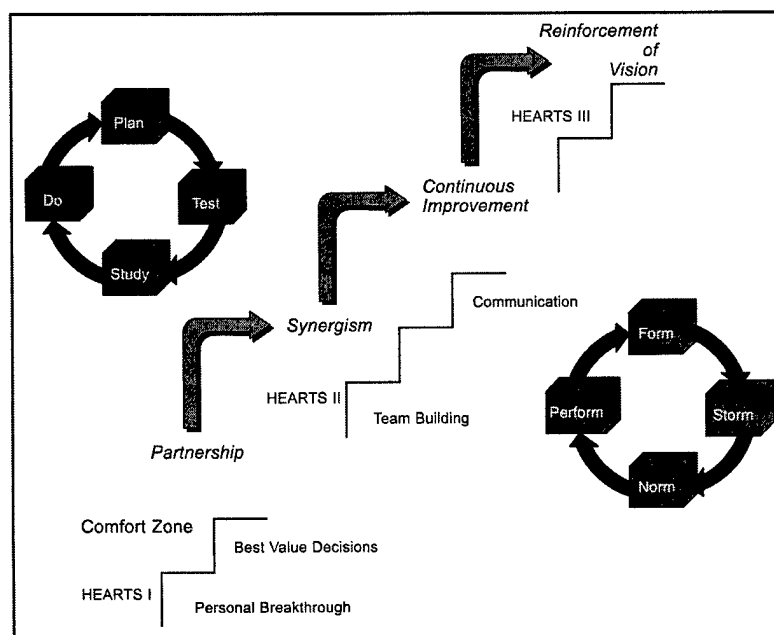 Reinforcement
of
Vision
HEARTS III
Plan
Do
Test
Study
Continuous
Improvement
Synergism
Communication
HEARTS II
Team Building
Form
Perform
Storm
Norm
Partnership
Comfort Zone
Best Value Decisions
HEARTS I
Personal Breakthrough